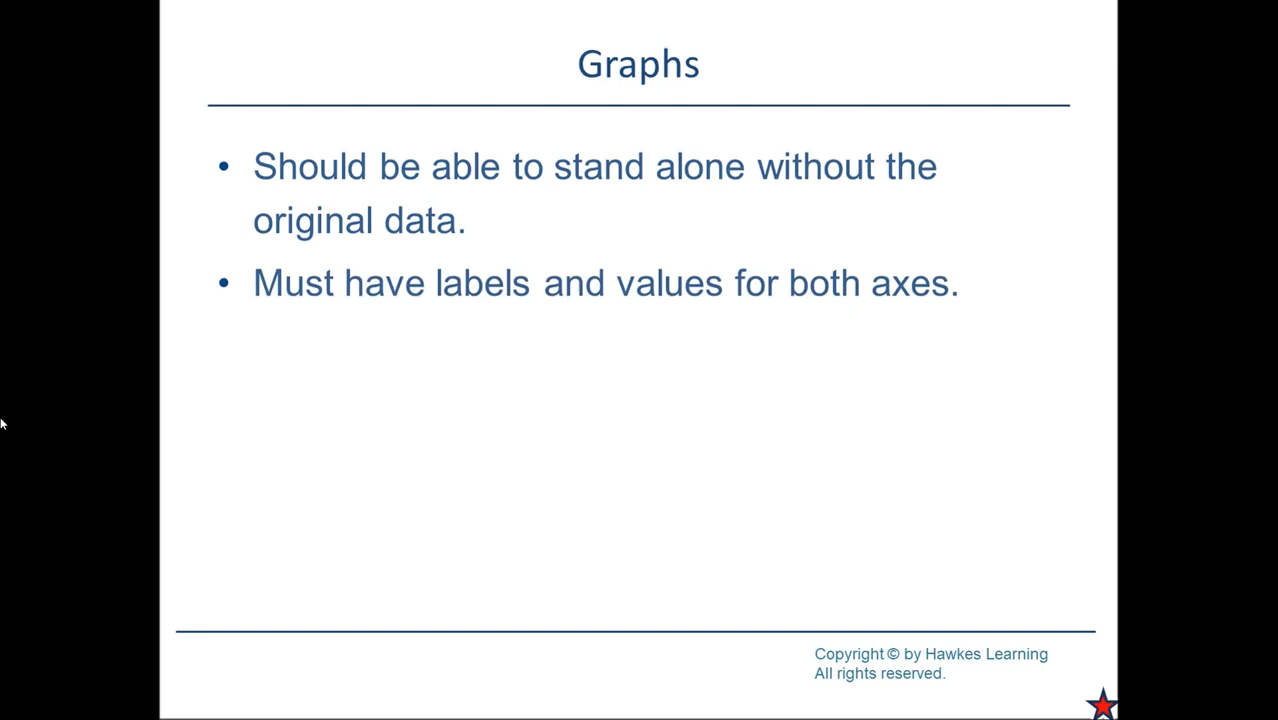 Graphs
• Should be able to stand alone without the
original data.
• Must have labels and values for both axes.
Copyright © by Hawkes Learning
All rights reserved.